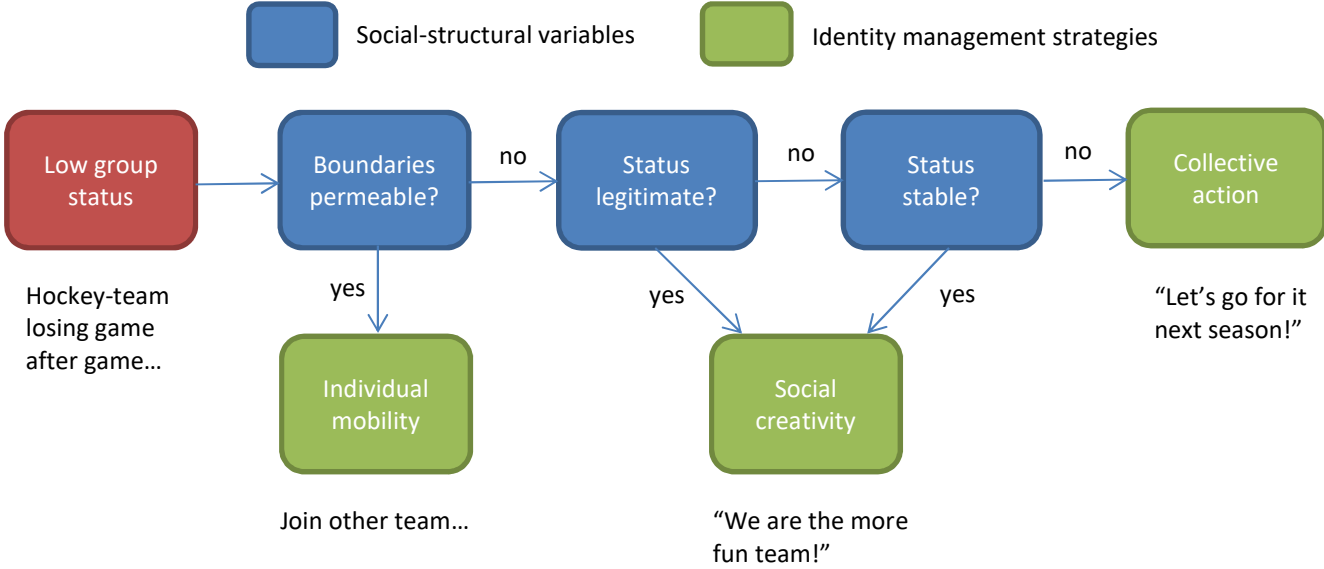 Social-structural variables
Identity management strategies
Low group
status
Boundaries
permeable?
no
Status
legitimate?
no
Status
stable?
no
Collective
action
Hockey-team
losing game
after game…
yes
yes
yes
“Let’s go for it
next season!”
Individual
mobility
Social
creativity
Join other team…
“We are the more
fun team!”